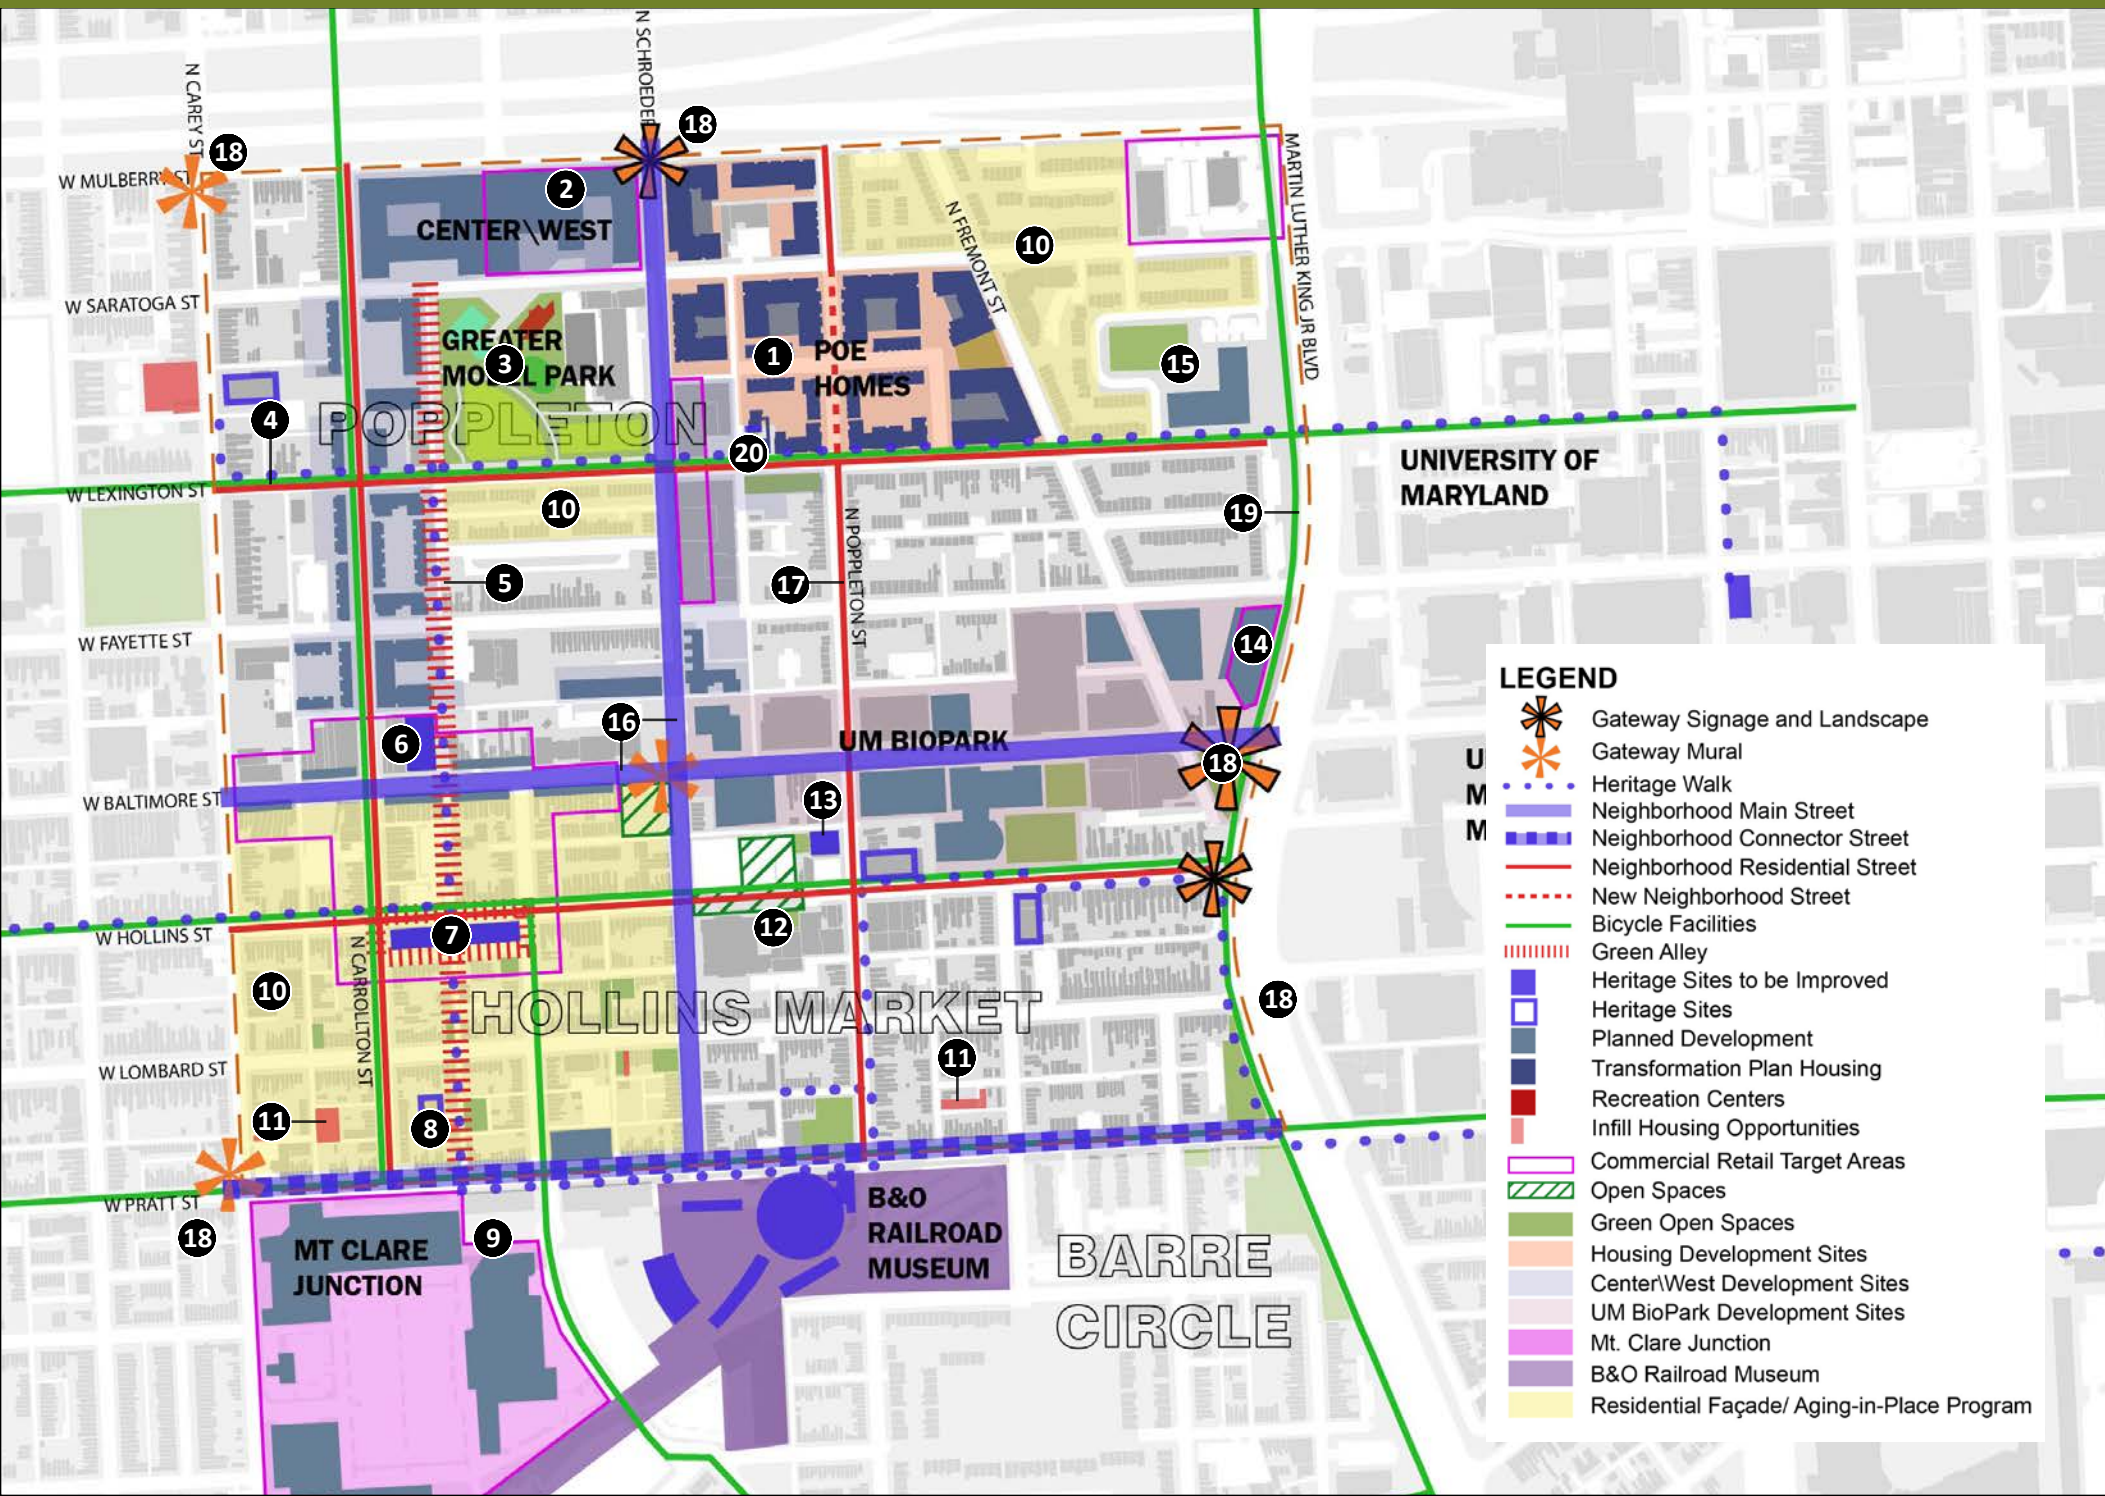 N CAREY ST
N SCHROEDER
18
18
W MULBERRY ST
2
CENTER\WEST
N FREMONT ST
10
MARTIN LUTHER KING JR BLVD
W SARATOGA ST
GREATER
MODEL PARK
3
1
POE
HOMES
15
4
POPPLETON
20
W LEXINGTON ST
UNIVERSITY OF
MARYLAND
10
19
N POPPLETON ST
5
17
W FAYETTE ST
14
16
6
UM BIOPARK
18
W BALTIMORE ST
13
7
12
W HOLLINS ST
N CARROLLTON ST
10
HOLLINS MARKET
18
W LOMBARD ST
11
11
8
W PRATT ST
18
9
MT CLARE
JUNCTION
B&O
RAILROAD
MUSEUM
BARRE
CIRCLE
U
M
M
LEGEND
Gateway Signage and Landscape
Gateway Mural
Heritage Walk
Neighborhood Main Street
Neighborhood Connector Street
Neighborhood Residential Street
New Neighborhood Street
Bicycle Facilities
Green Alley
Heritage Sites to be Improved
Heritage Sites
Planned Development
Transformation Plan Housing
Recreation Centers
Infill Housing Opportunities
Commercial Retail Target Areas
Open Spaces
Green Open Spaces
Housing Development Sites
Center\West Development Sites
UM BioPark Development Sites
Mt. Clare Junction
B&O Railroad Museum
Residential Façade/ Aging-in-Place Program